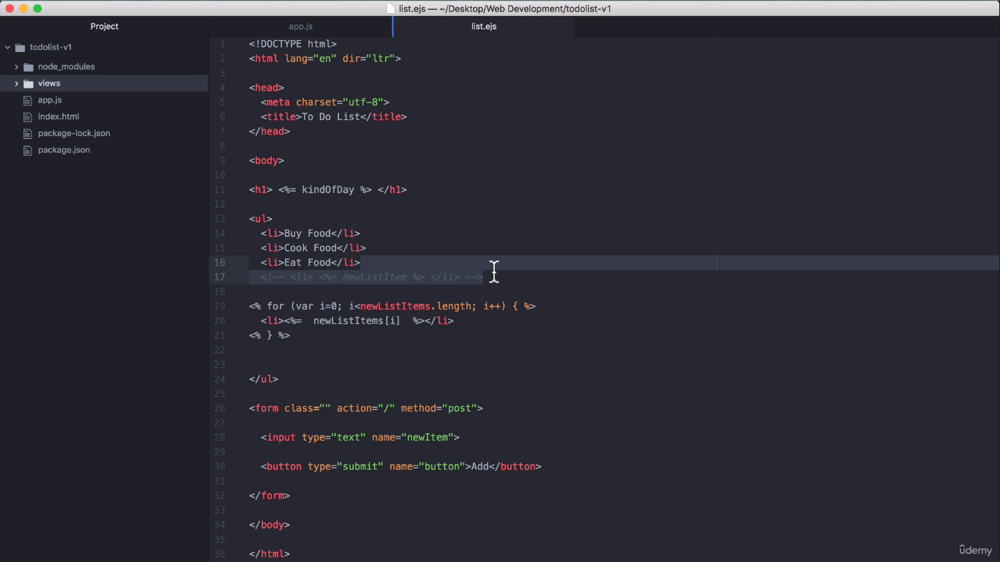 list.ejs — ~/Desktop/Web Development/todolist-v1
Project
app.js
list.ejs
todolist-v1
node_modules
views
app.js
index.html
package-lock.json
package.json
1 <!DOCTYPE html>
2 <html lang="en" dir="ltr">
3
4 <head>
5   <meta charset="utf-8">
6   <title>To Do List</title>
7 </head>
8
9 <body>
10
11 <h1> <%= kindOfDay %> </h1>
12
13 <ul>
14   <li>Buy Food</li>
15   <li>Cook Food</li>
16   <li>Eat Food</li>
17   <!-- <li> <%= newListItem %> </li> -->
18
19 <% for (var i=0; i<newListItems.length; i++) { %>
20   <li><%=  newListItems[i]  %></li>
21 <% } %>
22
23
24 </ul>
25
26 <form class="" action="/" method="post">
27
28   <input type="text" name="newItem">
29
30   <button type="submit" name="button">Add</button>
31
32 </form>
33
34 </body>
35
36 </html>
ûdemy